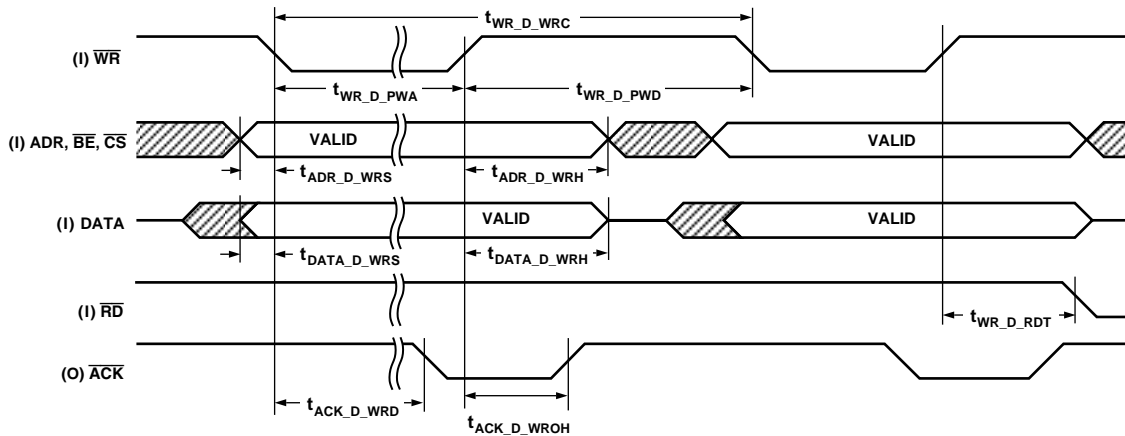 tWR_D_WRC
(I) WR
tWR_D_PWA
tWR_D_PWD
(I) ADR, BE, CS
VALID
VALID
tADR_D_WRS
tADR_D_WRH
(I) DATA
VALID
VALID
tDATA_D_WRS
tDATA_D_WRH
(I) RD
tWR_D_RDT
(O) ACK
tACK_D_WRD
tACK_D_WROH